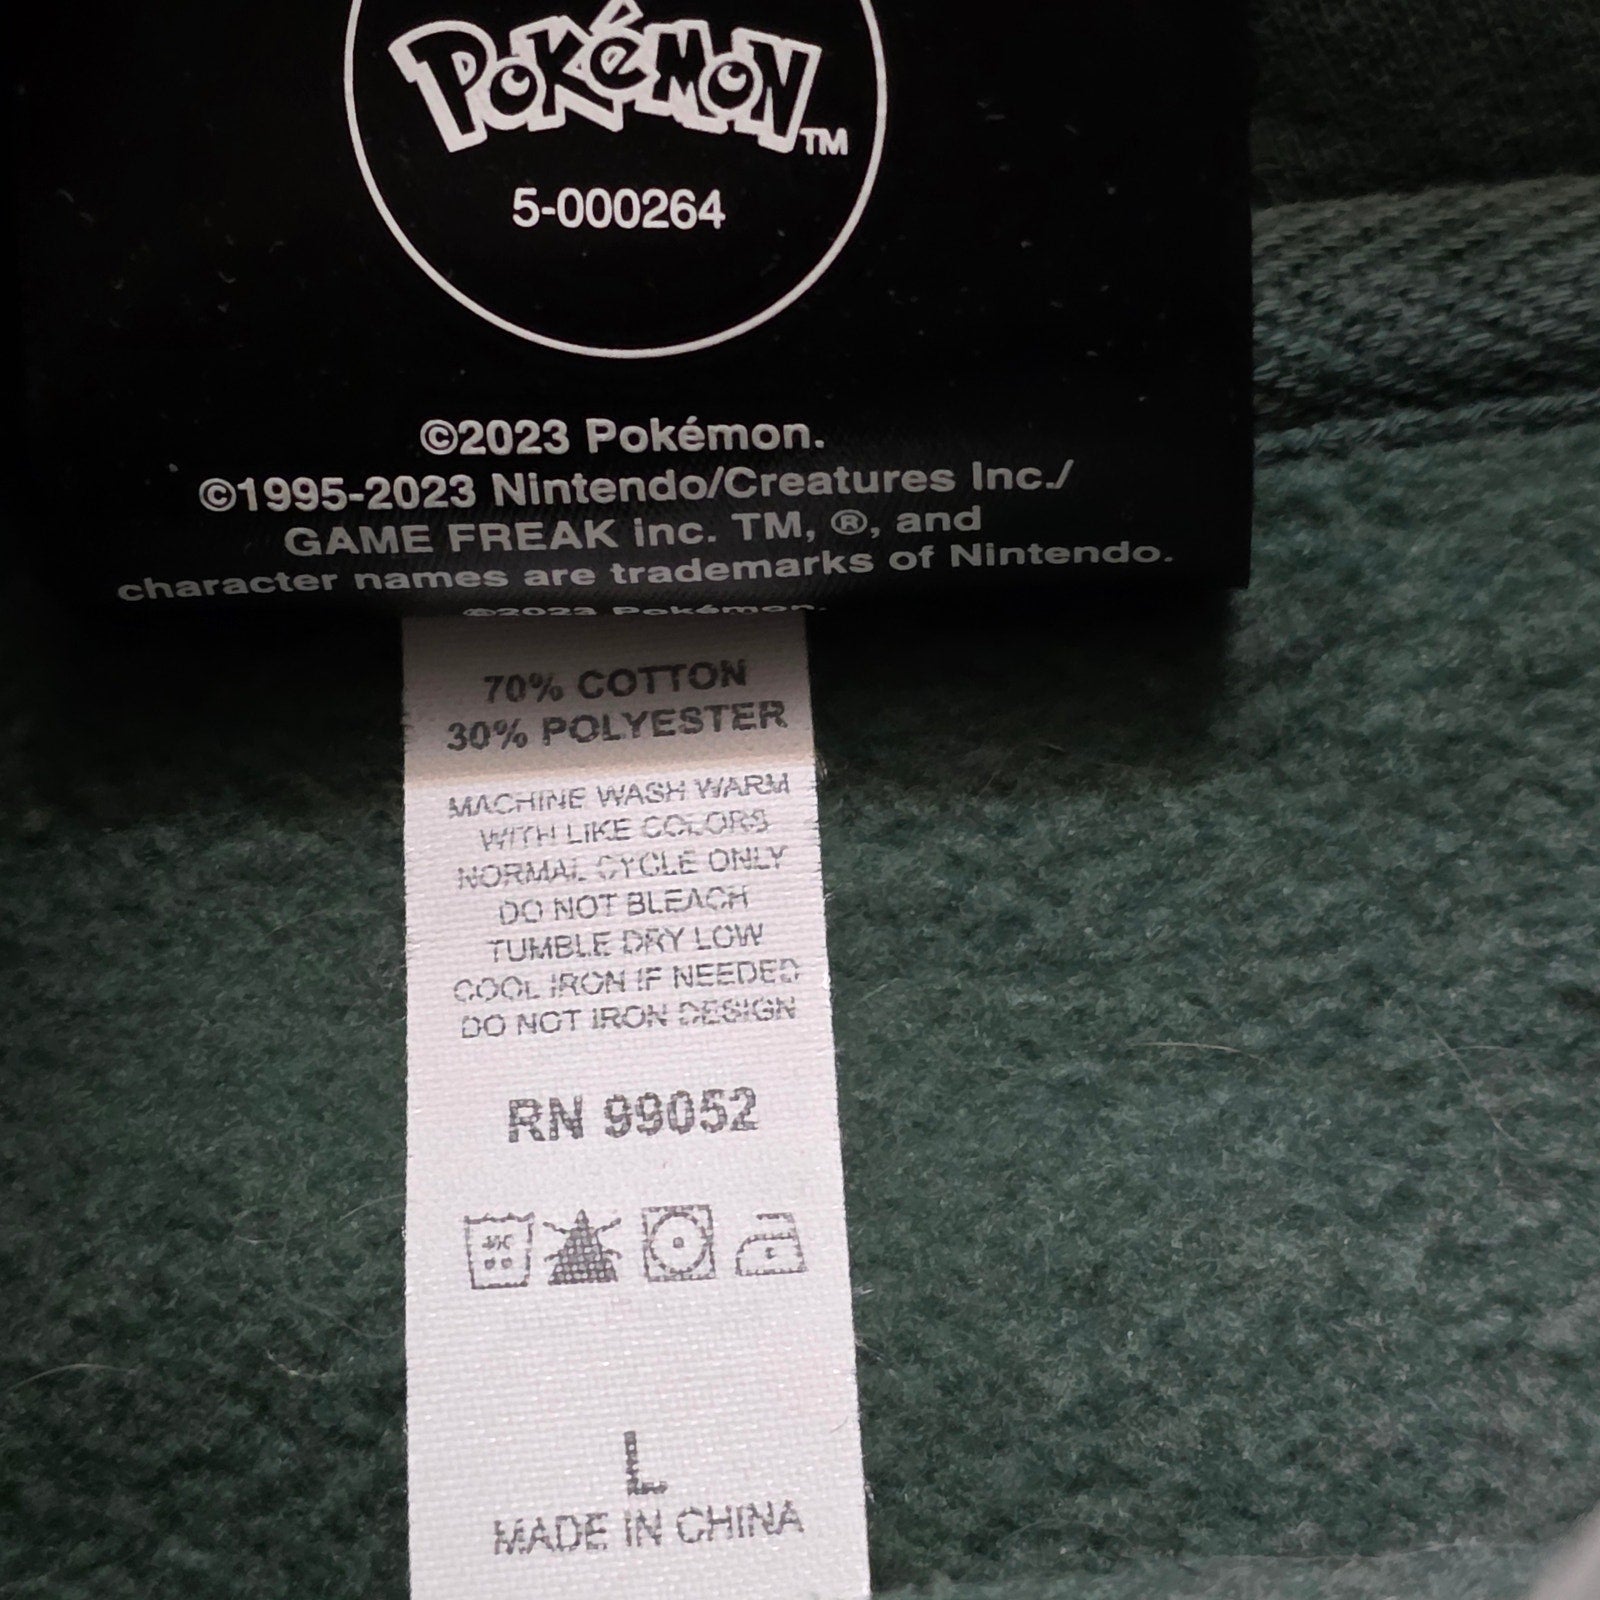 POKéMON™
5-000264
©2023 Pokémon.
©1995-2023 Nintendo/Creatures Inc./
GAME FREAK inc. TM, ®, and
character names are trademarks of Nintendo.
©2023 Pokémon.
70% COTTON
30% POLYESTER
MACHINE WASH WARM
WITH LIKE COLORS
NORMAL CYCLE ONLY
DO NOT BLEACH
TUMBLE DRY LOW
COOL IRON IF NEEDED
DO NOT IRON DESIGN
RN 99052
L
MADE IN CHINA